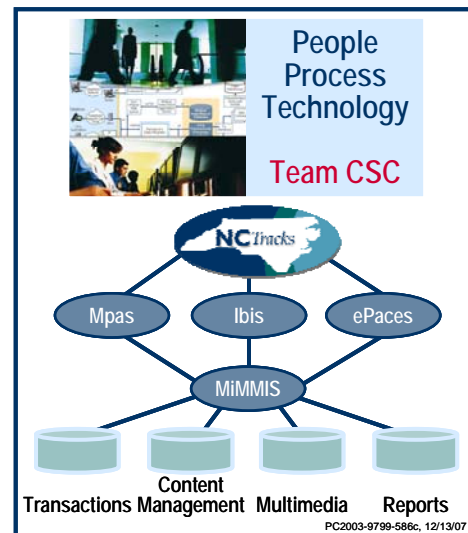 People
Process
Technology
Team CSC
NCTracks
Mpas
Ibis
ePaces
MiMMIS
Transactions
Content
Management
Multimedia
Reports
PC2003-9799-586c, 12/13/07